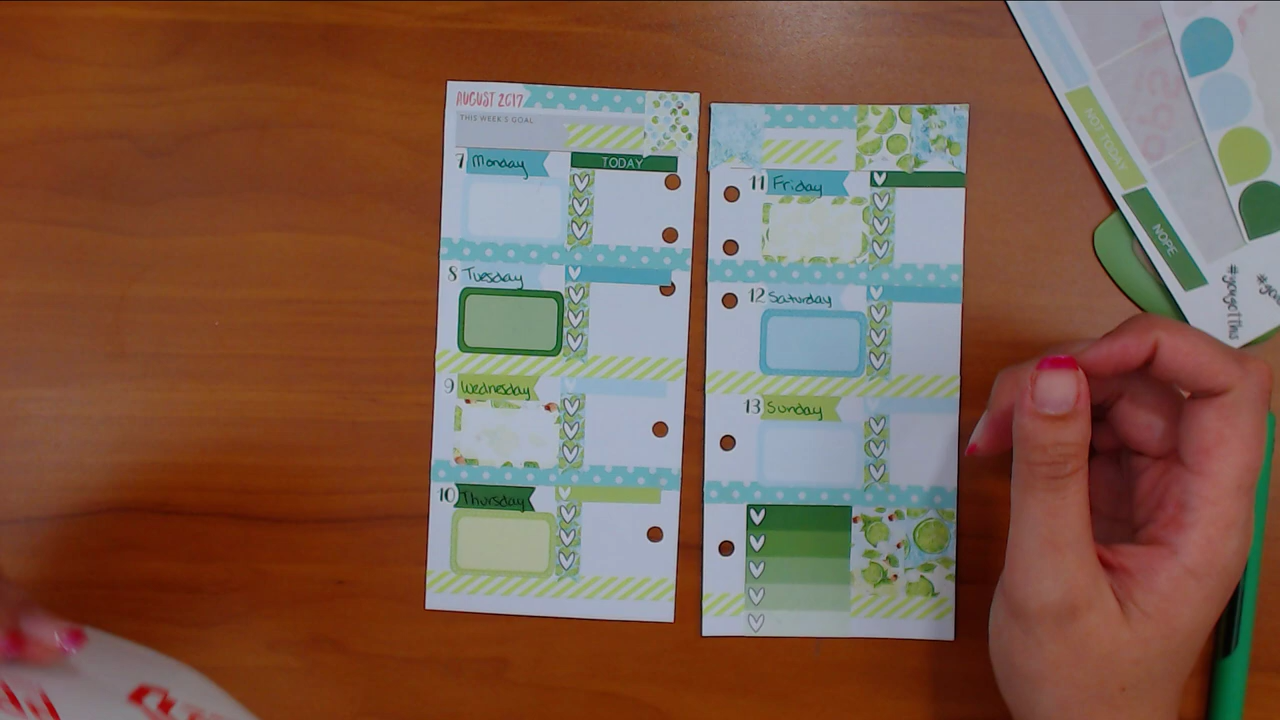 AUGUST 2017
THIS WEEK'S GOAL
7 Monday
TODAY
8 Tuesday
9 Wednesday
10 Thursday
11 Friday
12 Saturday
13 Sunday
NOT TODAY
NOPE
#yougotthis